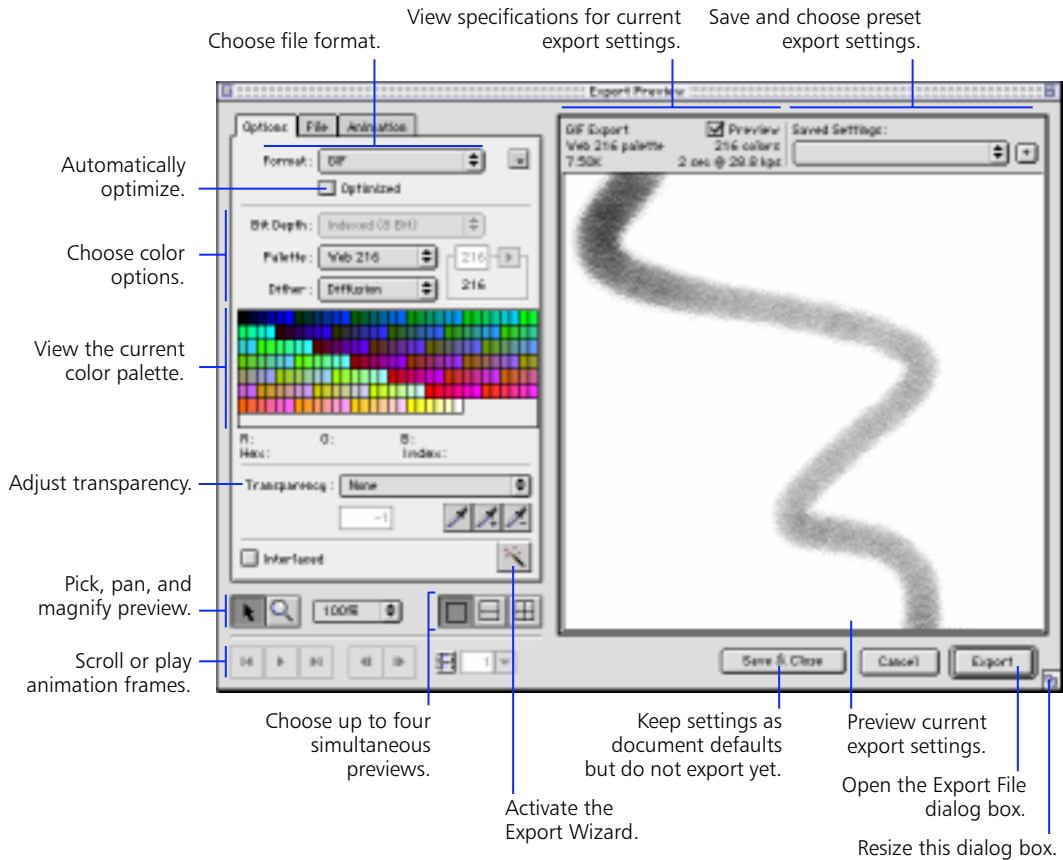 View specifications for current
export settings.
Save and choose preset
export settings.
Choose file format.
Export Preview
Options File Animation
GIF Export
Web 216 palette
7.50K
Preview
216 colors
2 sec @ 28.8 kps
Saved Settings:
Automatically
optimize.
Format: GIF
Optimized
Choose color
options.
Bit Depth: Indexed (8 Bit)
Palette: Web 216
216
Dither: Diffusion
216
View the current
color palette.
R: G: B:
Hex: Index:
Adjust transparency.
Transparency: None
-1
Interlaced
Pick, pan, and
magnify preview.
100%
Scroll or play
animation frames.
1
Save & Close
Cancel
Export
Choose up to four
simultaneous
previews.
Activate the
Export Wizard.
Keep settings as
document defaults
but do not export yet.
Preview current
export settings.
Open the Export File
dialog box.
Resize this dialog box.